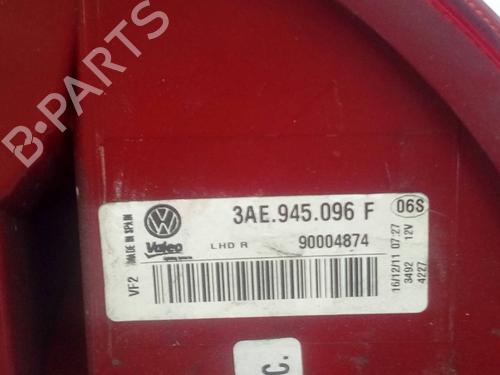 B-PARTS
3AE.945.096 F
06S
MADE IN SPAIN
VF2
Valeo
LHD R
90004874
16/12/11 07:27
3492 12V
4227
C.